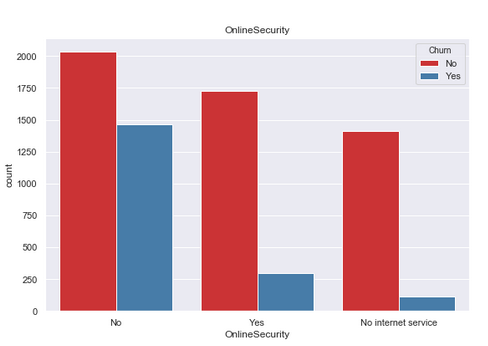 OnlineSecurity
Churn
No
Yes
2000
1750
1500
1250
1000
750
500
250
0
count
No
Yes
No internet service
OnlineSecurity